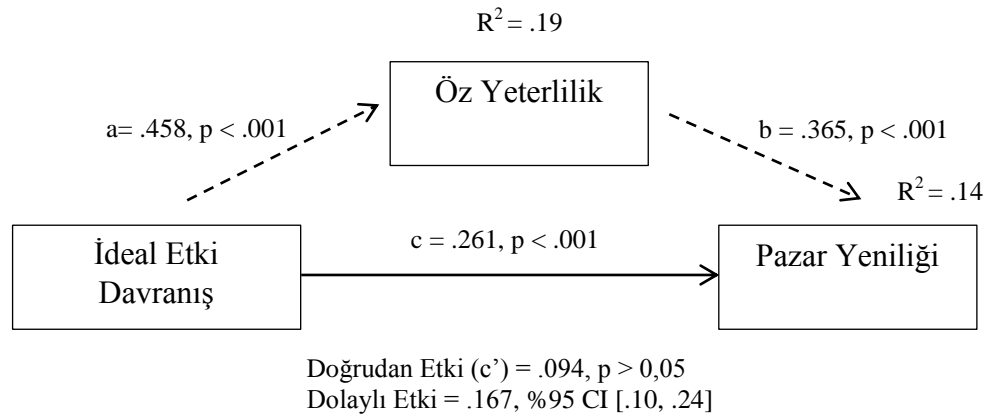 R² = .19
Öz Yeterlilik
a= .458, p < .001
b = .365, p < .001
R² = .14
İdeal Etki
Davranış
c = .261, p < .001
Pazar Yeniliği
Doğrudan Etki (c’) = .094, p > 0,05
Dolaylı Etki = .167, %95 CI [.10, .24]